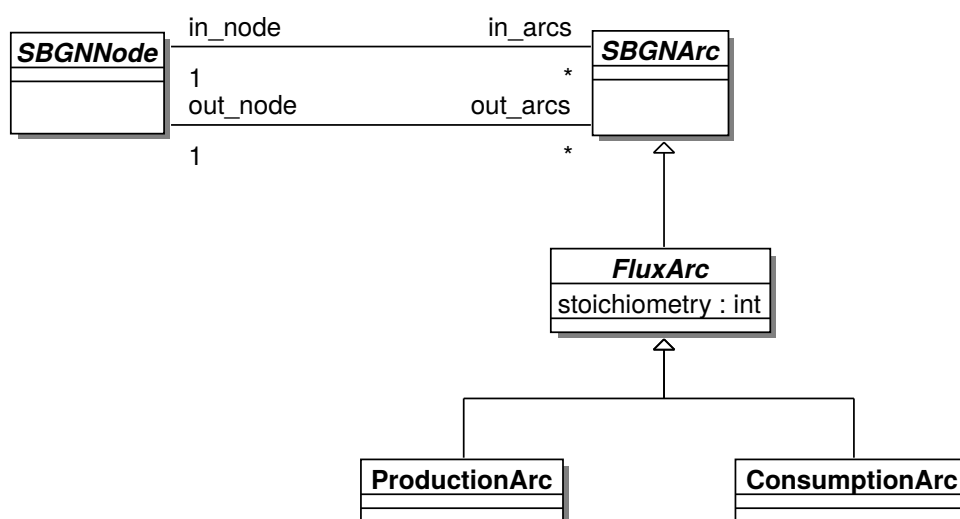 in_node in_arcs
SBGNNode SBGNArc
1 *
out_node out_arcs
1 *
FluxArc
stoichiometry : int
ProductionArc ConsumptionArc